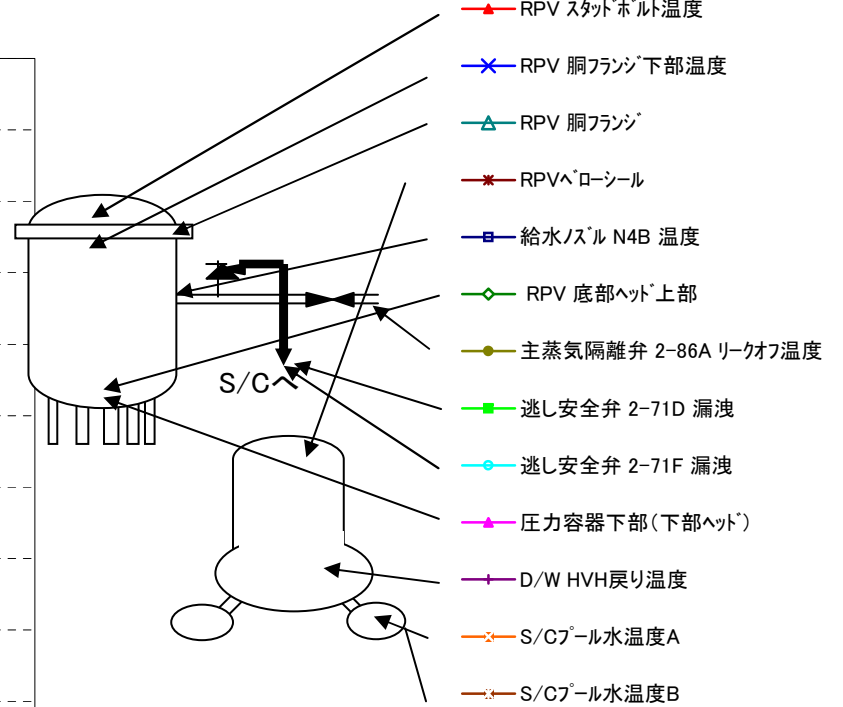 RPV スタッドボルト温度
RPV 胴フランジ下部温度
RPV 胴フランジ
RPVベローシール
給水ノズル N4B 温度
RPV 底部ヘッド上部
主蒸気隔離弁 2-86A リークオフ温度
S/Cへ
逃し安全弁 2-71D 漏洩
逃し安全弁 2-71F 漏洩
圧力容器下部(下部ヘッド)
D/W HVH戻り温度
S/Cプール水温度A
S/Cプール水温度B